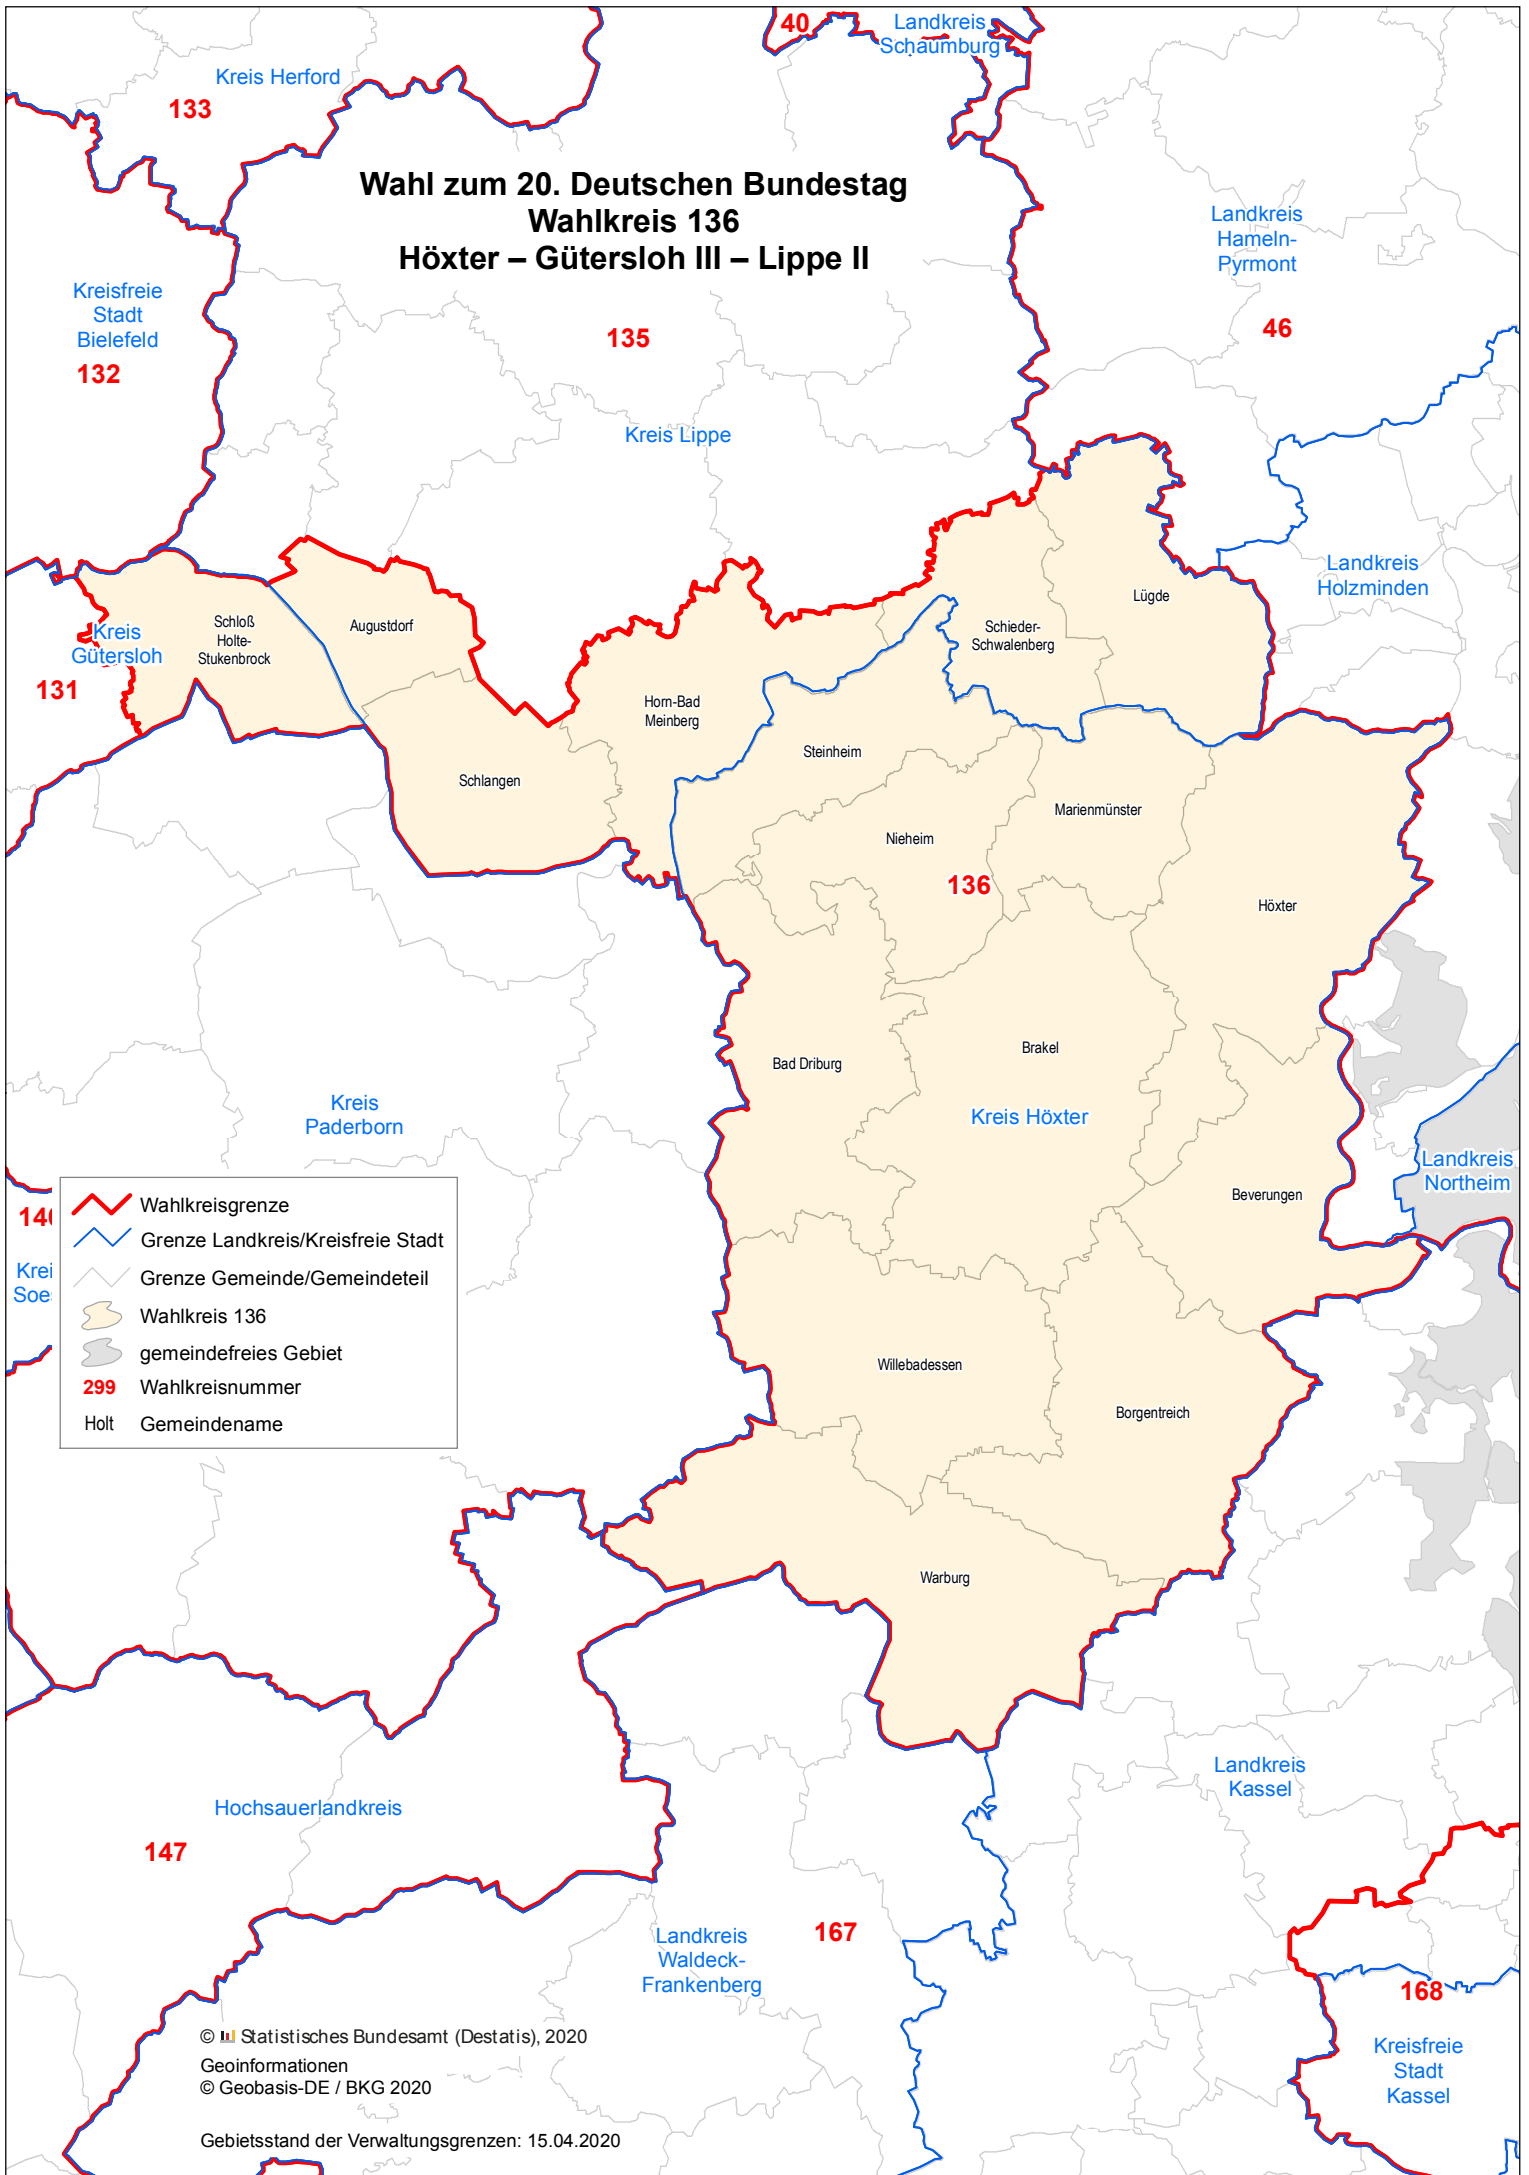 40
Landkreis
Schaumburg
Kreis Herford
133
Wahl zum 20. Deutschen Bundestag
Wahlkreis 136
Höxter – Gütersloh III – Lippe II
Landkreis
Hameln-
Pyrmont
46
Kreisfreie
Stadt
Bielefeld
132
135
Kreis Lippe
Landkreis
Holzminden
Lügde
Schieder-
Schwalenberg
Augustdorf
Schloß
Holte-
Stukenbrock
Kreis
Gütersloh
131
Horn-Bad
Meinberg
Steinheim
Schlangen
Marienmünster
Nieheim
136
Höxter
Brakel
Bad Driburg
Kreis Höxter
Kreis
Paderborn
Landkreis
Northeim
Beverungen
140
Krei
Soes
Wahlkreisgrenze
Grenze Landkreis/Kreisfreie Stadt
Grenze Gemeinde/Gemeindeteil
Wahlkreis 136
gemeindefreies Gebiet
299 Wahlkreisnummer
Holt Gemeindename
Willebadessen
Borgentreich
Warburg
Landkreis
Kassel
Hochsauerlandkreis
147
Landkreis
Waldeck-
Frankenberg
167
168
Kreisfreie
Stadt
Kassel
© Statistisches Bundesamt (Destatis), 2020
Geoinformationen
© Geobasis-DE / BKG 2020
Gebietsstand der Verwaltungsgrenzen: 15.04.2020